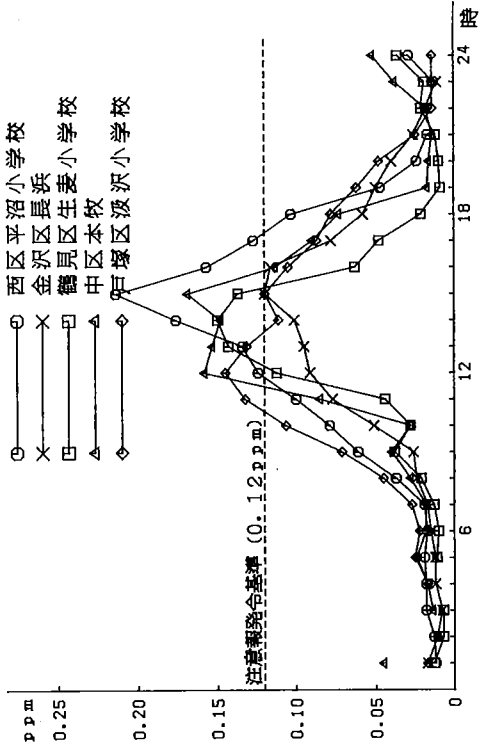 ppm
0.25
0.20
0.15
0.10
0.05
0
6
12
18
24
時
西区平沼小学校
金沢区長浜
鶴見区生麦小学校
中区本牧
戸塚区汲沢小学校
注意報発令基準 (0.12ppm)